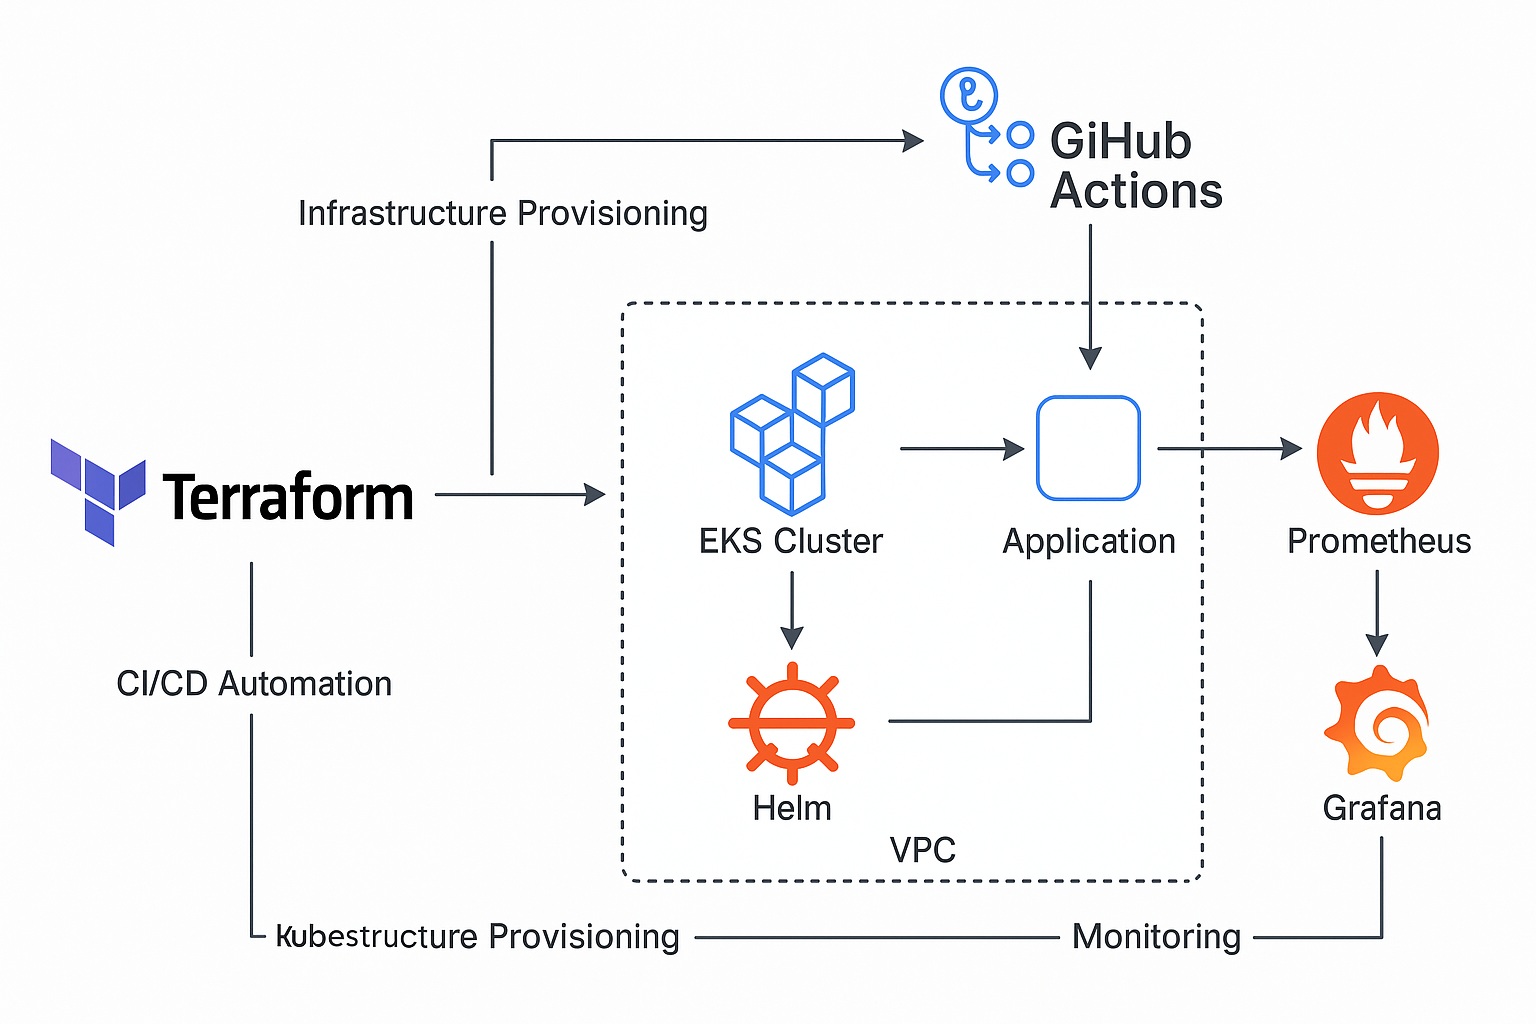 GiHub
Actions
Infrastructure Provisioning
Terraform
EKS Cluster
Application
Prometheus
CI/CD Automation
Helm
Grafana
VPC
Kubestructure Provisioning
Monitoring